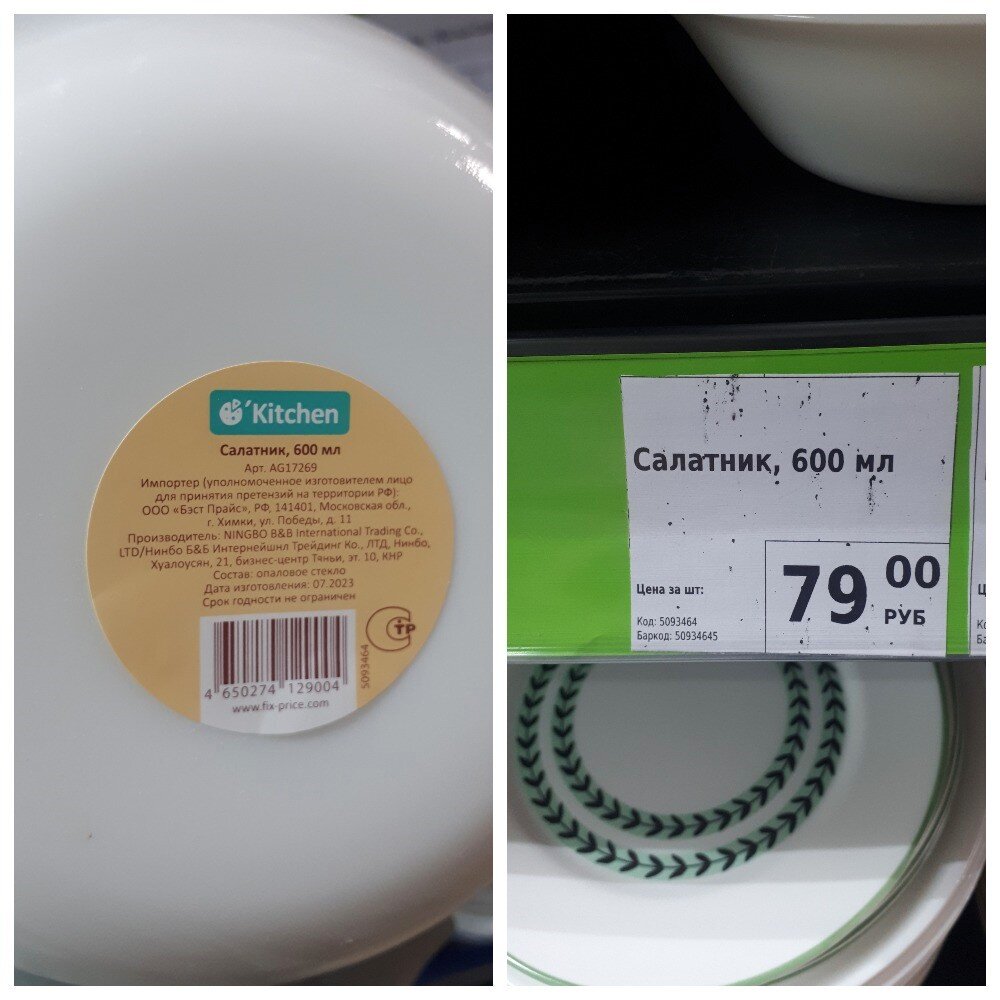 'Kitchen
Салатник, 600 мл
Арт. AG17269
Импортер (уполномоченное изготовителем лицо
для принятия претензий на территории РФ):
ООО «Бэст Прайс», РФ, 141401, Московская обл.,
г. Химки, ул. Победы, д. 11
Производитель: NINGBO B&B International Trading Co.,
LTD/Нинбо Б&Б Интернейшнл Трейдинг Ко., ЛТД, Нинбо,
Хуалоусян, 21, бизнес-центр Тяньи, эт. 10, КНР
Состав: опаловое стекло
Дата изготовления: 07.2023
Срок годности не ограничен
СТР
5093464
4 650274 129004
www.fix-price.com
Салатник, 600 мл
Цена за шт:
79 00
РУБ
Код: 5093464
Баркод: 50934645